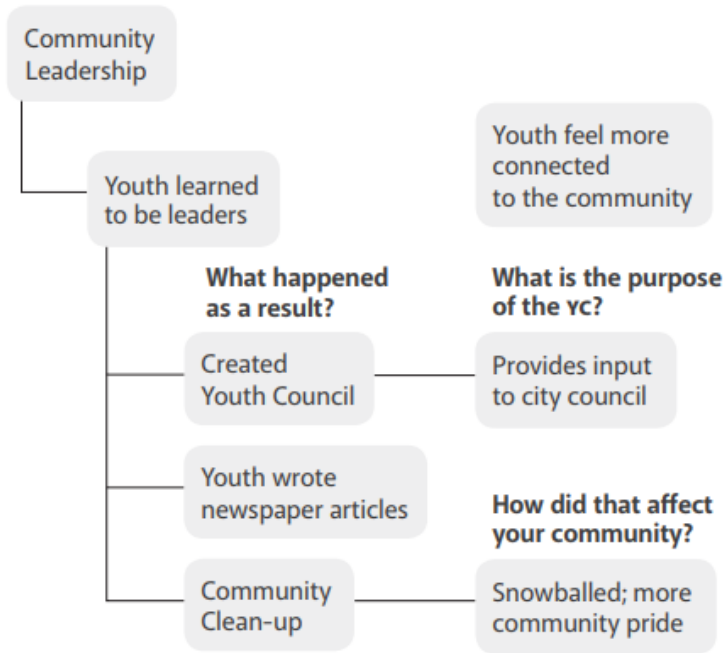 Community
Leadership
Youth feel more
connected
to the community
Youth learned
to be leaders
What happened
as a result?
What is the purpose
of the YC?
Created
Youth Council
Provides input
to city council
Youth wrote
newspaper articles
How did that affect
your community?
Community
Clean-up
Snowballed; more
community pride